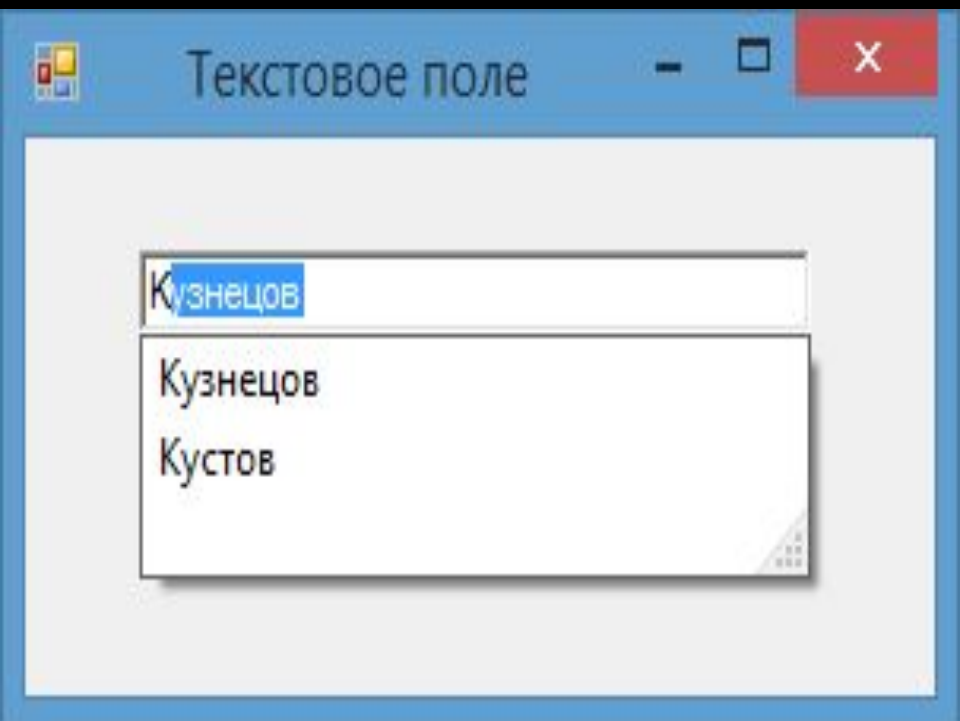 Текстовое поле
Кузнецов
Кузнецов
Кустов